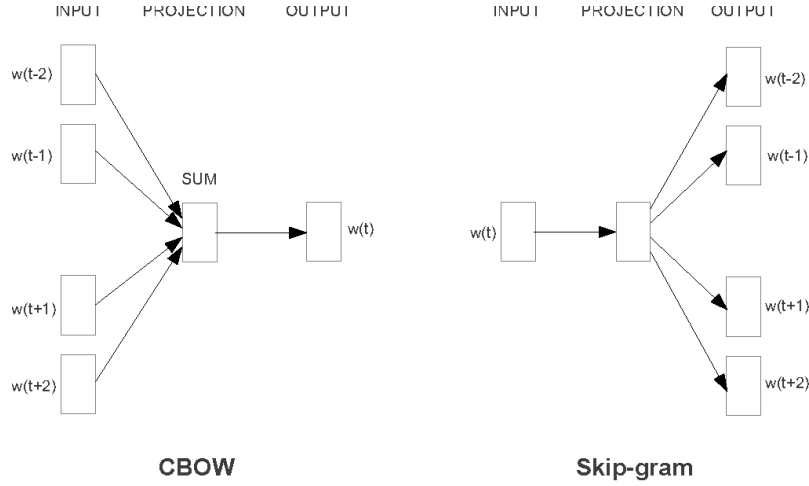 INPUT PROJECTION OUTPUT
w(t-2)
w(t-1)
SUM
w(t)
w(t+1)
w(t+2)
CBOW
INPUT PROJECTION OUTPUT
w(t-2)
w(t-1)
w(t)
w(t+1)
w(t+2)
Skip-gram